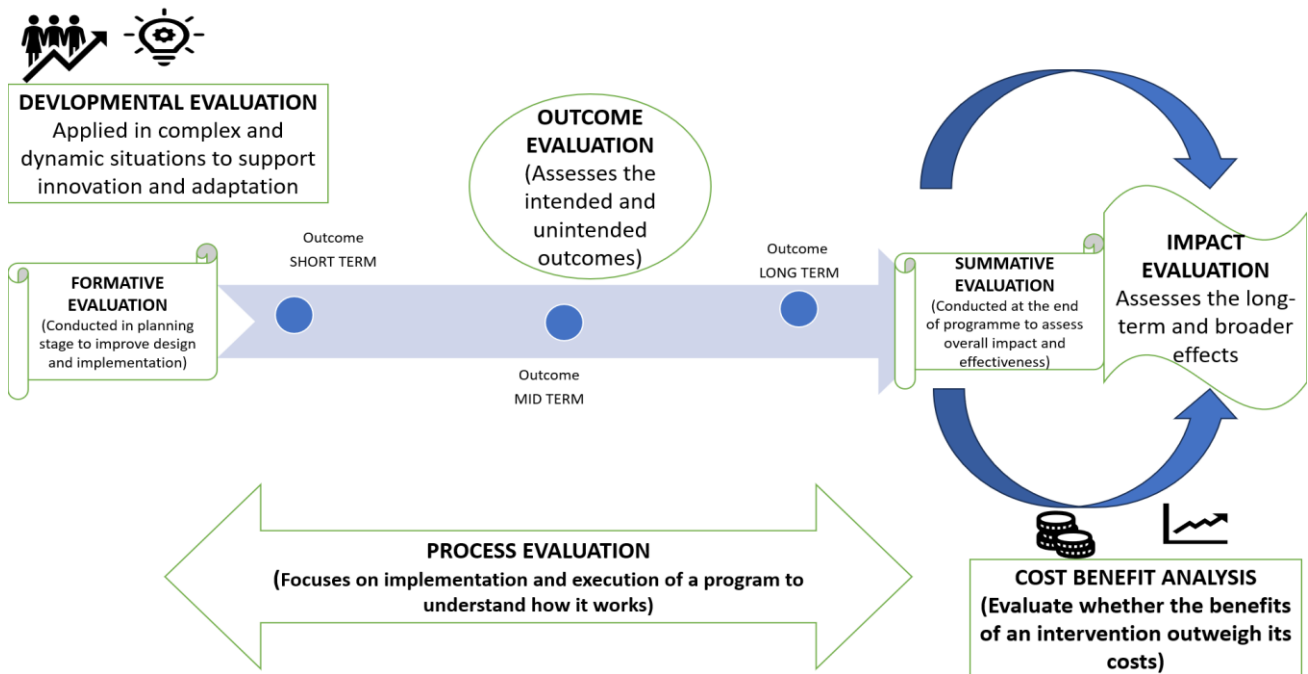 DEVLOPMENTAL EVALUATION
Applied in complex and
dynamic situations to support
innovation and adaptation
OUTCOME
EVALUATION
(Assesses the
intended and
unintended
outcomes)
FORMATIVE
EVALUATION
(Conducted in planning
stage to improve design
and implementation)
Outcome
SHORT TERM
Outcome
MID TERM
Outcome
LONG TERM
SUMMATIVE
EVALUATION
(Conducted at the end
of programme to assess
overall impact and
effectiveness)
IMPACT
EVALUATION
Assesses the long-
term and broader
effects
PROCESS EVALUATION
(Focuses on implementation and execution of a program to
understand how it works)
COST BENEFIT ANALYSIS
(Evaluate whether the benefits
of an intervention outweigh its
costs)